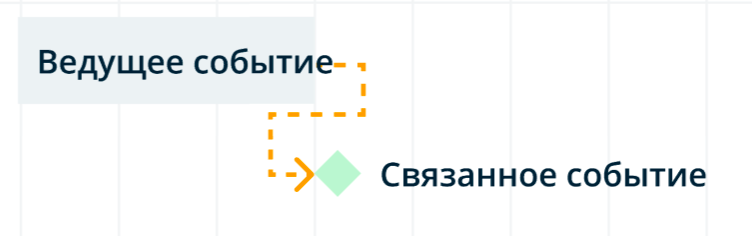 Ведущее событие
Связанное событие